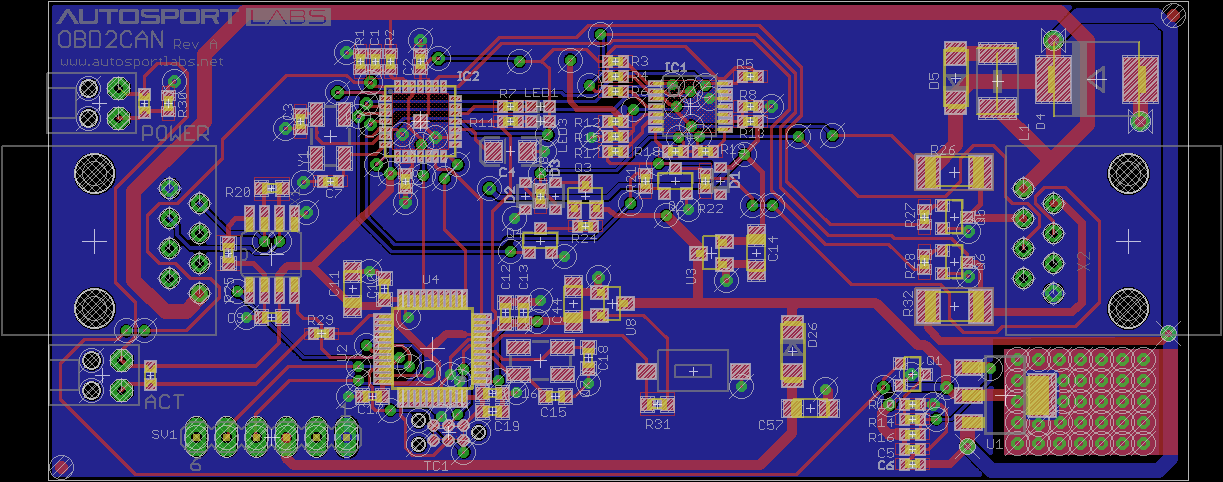 AUTOSPORT LABS
OBD2CAN Rev A
www.autosportlabs.net
R1
C1
R2
C2
IC2
R3
R4
R6
IC1
R5
R8
R13
D5
L1
D4
R30
POWER
C3
Y1
C7
R7
LED1
R11
LED3
R12
R15
R17
R18
R19
R26
C4
D2
D3
Q3
R21
Q2
R22
D1
R20
R25
R24
R27
Q5
R28
Q6
R32
X2
U3
C14
C11
C10
U4
C12
C13
C44
U8
C9
R29
U2
D26
C18
Q1
ACT
C17
C16
C15
C19
R31
C57
R14
R16
C5
C6
U1
SV1
6
TC1